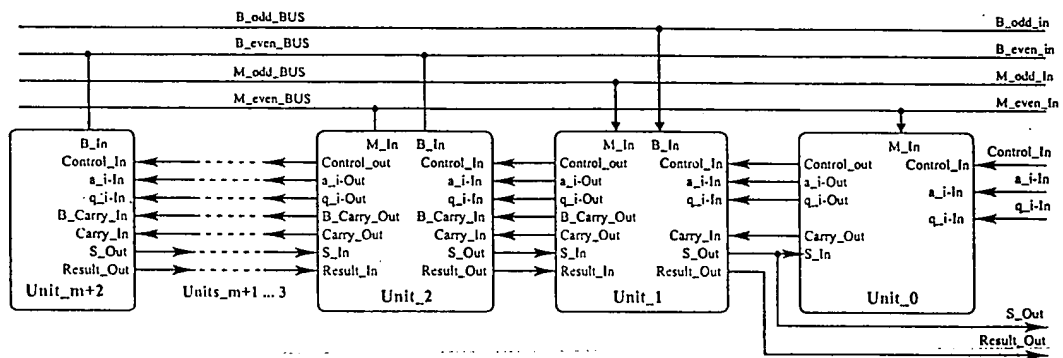 B_odd_BUS B_odd_in
B_even_BUS B_even_in
M_odd_BUS M_odd_In
M_even_BUS M_even_In
B_In
Control_In
a_i-In
q_i-In
B_Carry_In
Carry_In
S_Out
Result_Out
Unit_m+2
Units_m+1 ... 3
M_In B_In
Control_out Control_In
a_i-Out a_i-In
q_i-Out q_i-In
B_Carry_Out B_Carry_In
Carry_Out Carry_In
S_In S_Out
Result_In Result_Out
Unit_2
M_In B_In
Control_out Control_In
a_i-Out a_i-In
q_i-Out q_i-In
B_Carry_Out
Carry_Out Carry_In
S_In S_Out
Result_In Result_Out
Unit_1
M_In
Control_out Control_In
a_i-Out a_i-In
q_i-Out q_i-In
Carry_Out
S_In
Unit_0
Control_In
a_i-In
q_i-In
S_Out
Result_Out